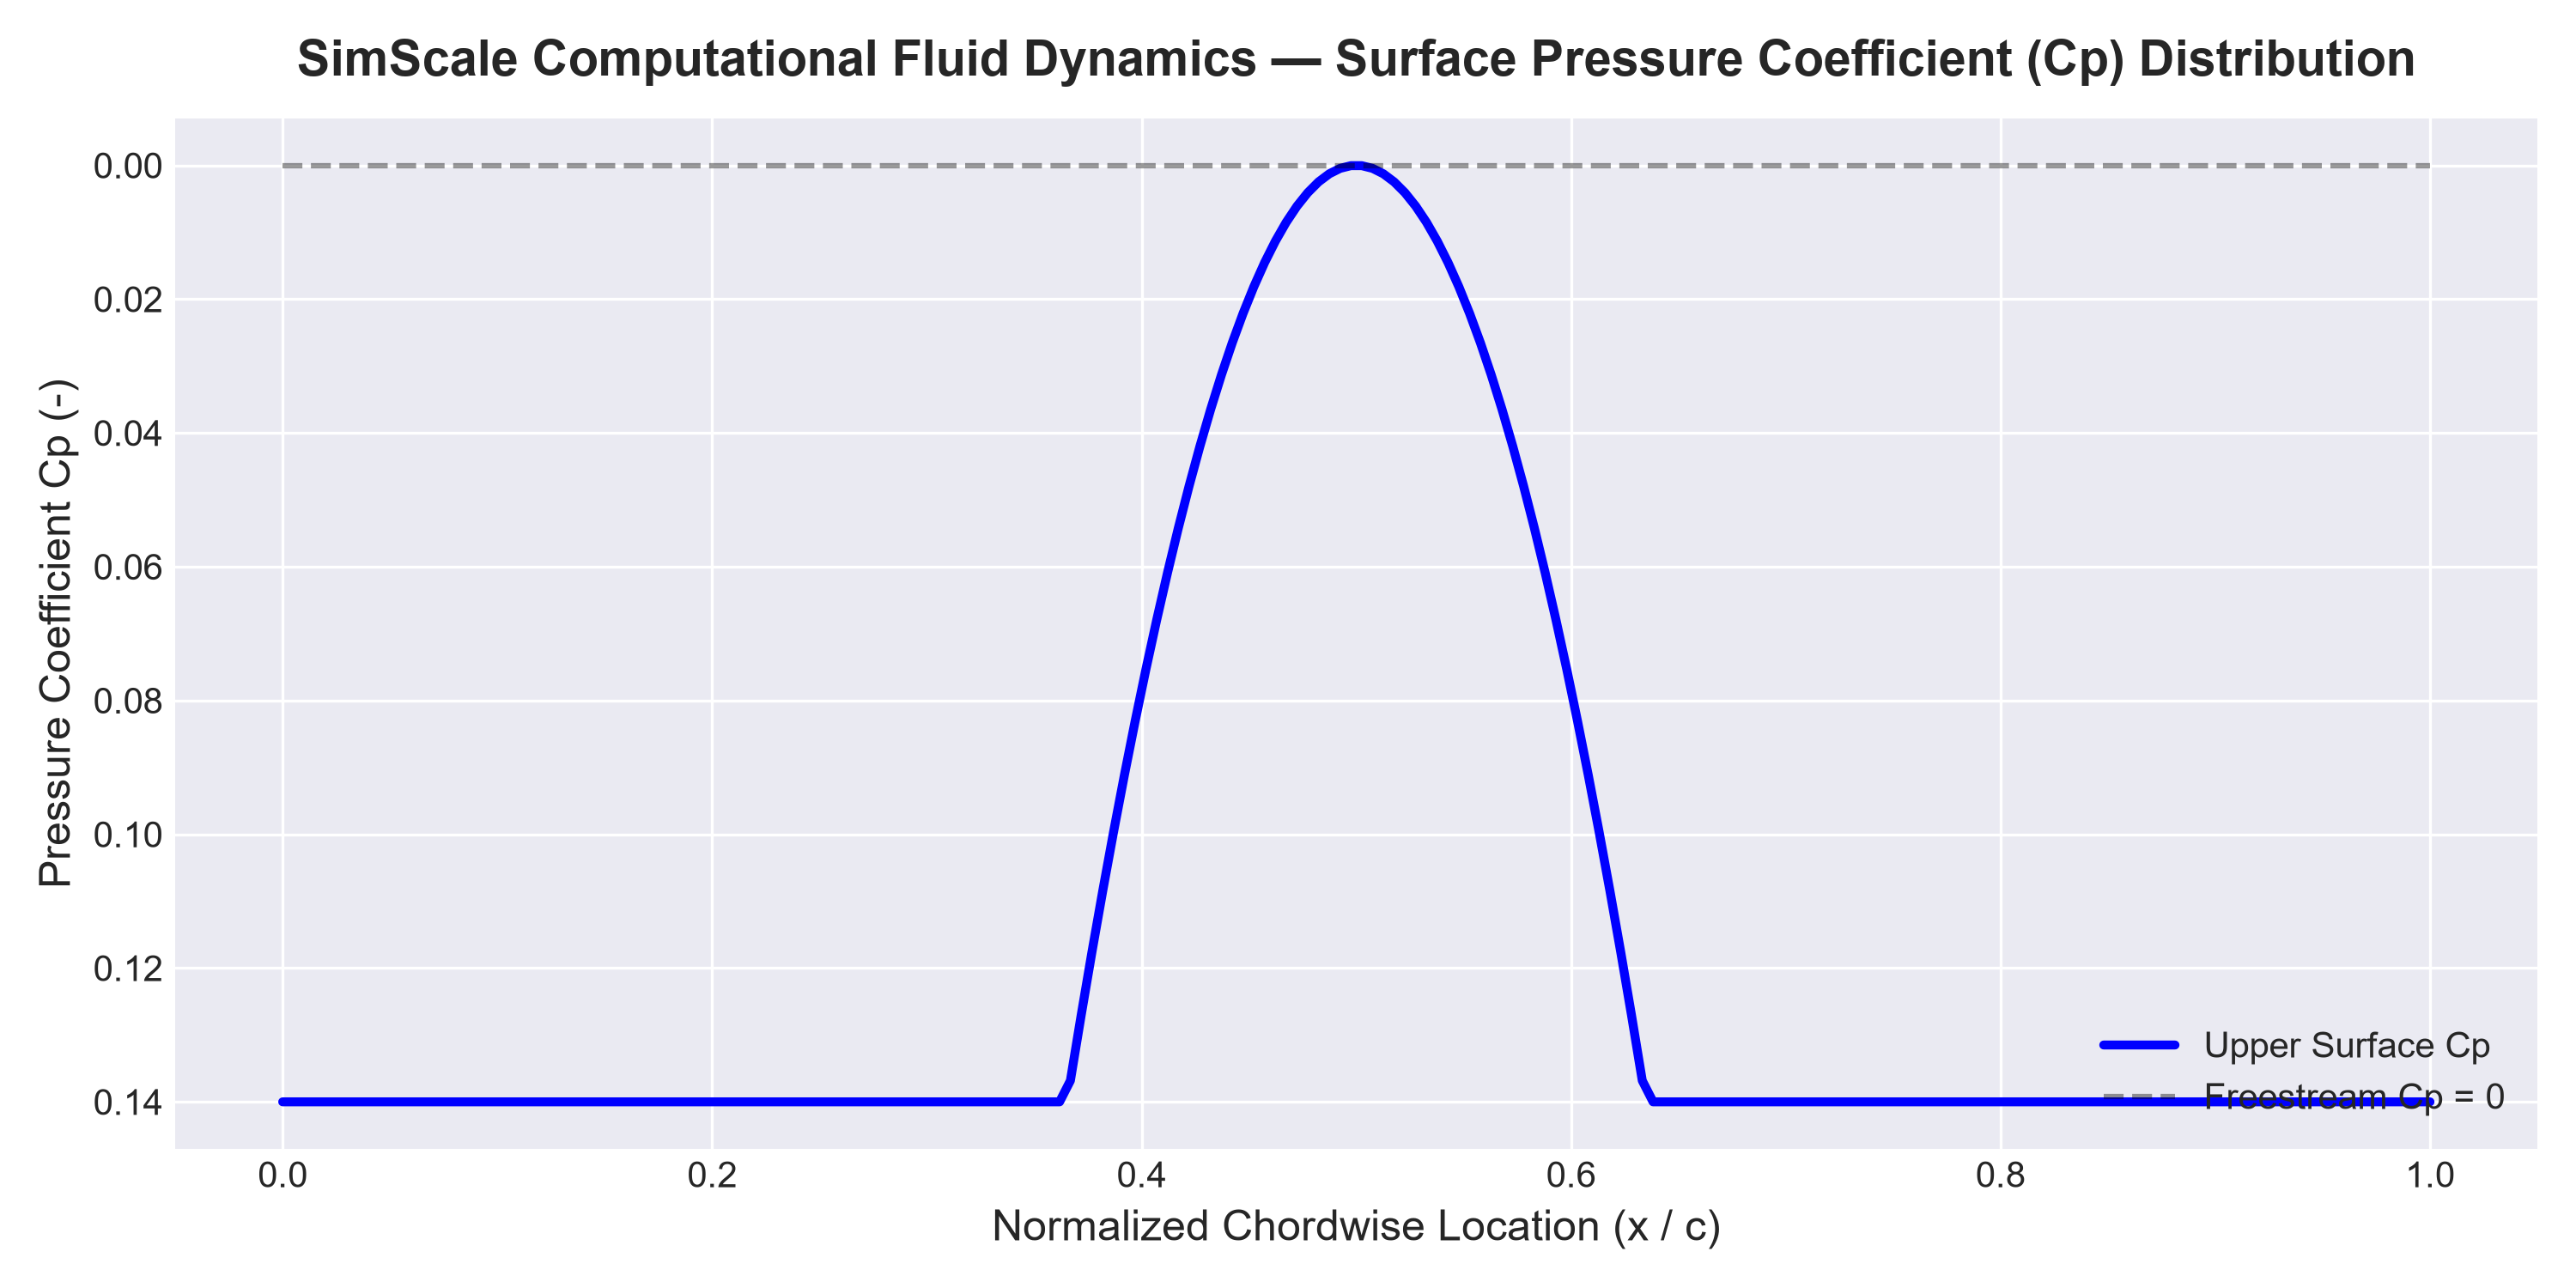 SimScale Computational Fluid Dynamics — Surface Pressure Coefficient (Cp) Distribution
Pressure Coefficient Cp (-)
0.00
0.02
0.04
0.06
0.08
0.10
0.12
0.14
Upper Surface Cp
Freestream Cp = 0
0.0 0.2 0.4 0.6 0.8 1.0
Normalized Chordwise Location (x / c)